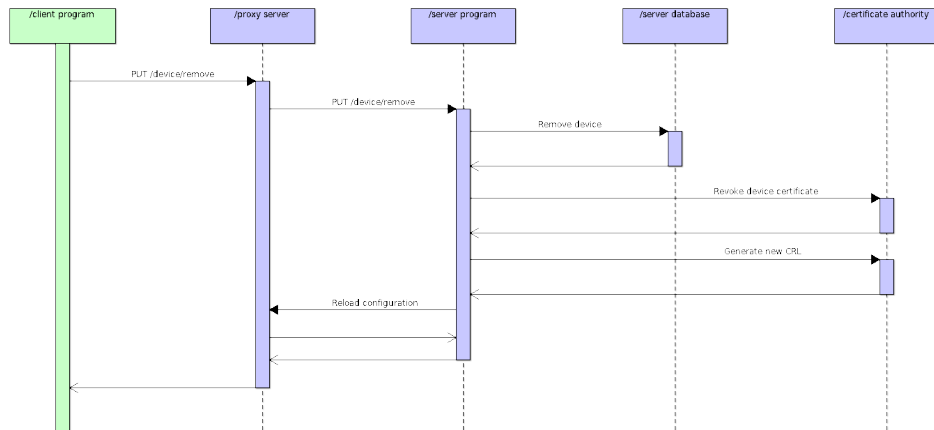 /client program
/proxy server
/server program
/server database
/certificate authority
PUT /device/remove
PUT /device/remove
Remove device
Revoke device certificate
Generate new CRL
Reload configuration